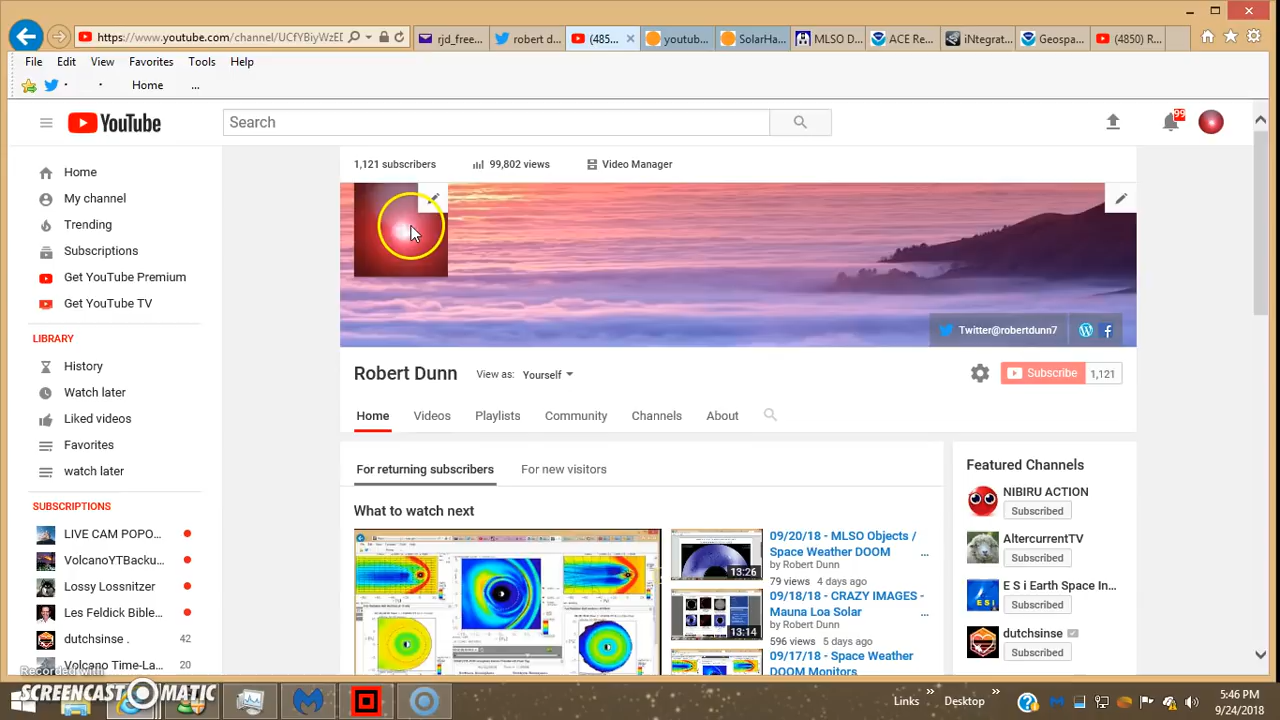 https://www.youtube.com/channel/UCfYBiyWzED
rjd_free...
robert d...
(485...
youtub...
SolarHa...
MLSO D...
ACE Re...
iNtegrat...
Geospa...
(4850) R...
File Edit View Favorites Tools Help
Home ...
YouTube
Search
99
1,121 subscribers 99,802 views Video Manager
Home
My channel
Trending
Subscriptions
Get YouTube Premium
Get YouTube TV
LIBRARY
History
Watch later
Liked videos
Favorites
watch later
SUBSCRIPTIONS
LIVE CAM POPO...
VolcanoYTBacku...
Lossy Lossnitzer
Les Feldick Bible...
dutchsinse . 42
Volcano Time-La... 20
Twitter@robertdunn7
Robert Dunn View as: Yourself
Subscribe 1,121
Home Videos Playlists Community Channels About
For returning subscribers For new visitors
What to watch next
13:26
09/20/18 - MLSO Objects /
Space Weather DOOM ...
by Robert Dunn
79 views 4 days ago
13:14
09/18/18 - CRAZY IMAGES -
Mauna Loa Solar ...
by Robert Dunn
596 views 5 days ago
09/17/18 - Space Weather
DOOM Monitors
Featured Channels
NIBIRU ACTION
Subscribed
AltercurrentTV
Subscribed
E S i Earth Space In...
Subscribed
ESI
dutchsinse
Subscribed
Recorded with
SCREENCAST-O-MATIC
Links » Desktop »
5:46 PM
9/24/2018